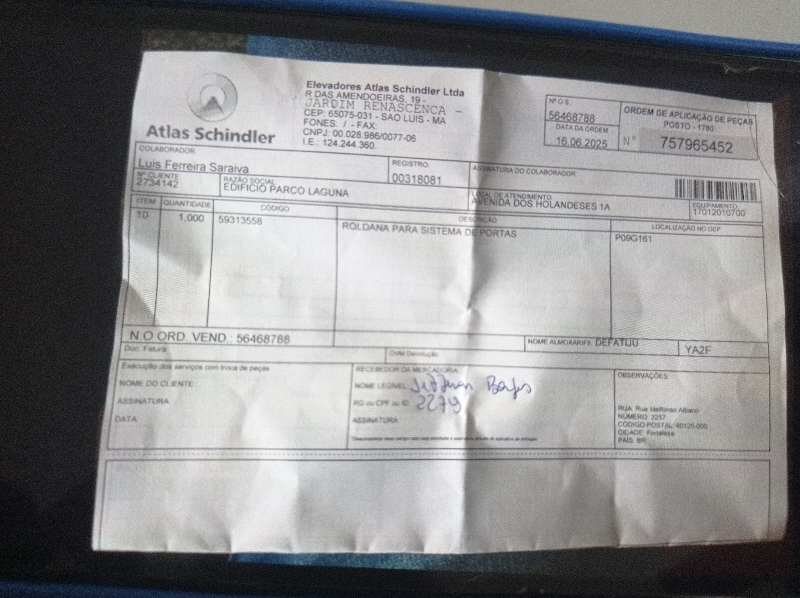 Atlas Schindler
Elevadores Atlas Schindler Ltda
R DAS AMENDOEIRAS, 19 -
JARDIM RENASCENCA -
CEP: 65075-031 - SAO LUIS - MA
FONES: / - FAX:
CNPJ: 00.028.986/0077-06
I.E.: 124.244.360.
Nº O.S.
56468788
DATA DA ORDEM
16.06.2025
ORDEM DE APLICAÇÃO DE PEÇAS
POSTO - 1780
Nº 757965452
COLABORADOR
Luis Ferreira Saraiva
REGISTRO:
00318081
ASSINATURA DO COLABORADOR
Nº CLIENTE
2734142
RAZÃO SOCIAL
EDIFICIO PARCO LAGUNA
LOCAL DE ATENDIMENTO
AVENIDA DOS HOLANDESES 1A
EQUIPAMENTO
17012010700
ITEM QUANTIDADE CÓDIGO DESCRIÇÃO LOCALIZAÇÃO NO DEP.
10 1,000 59313558 ROLDANA PARA SISTEMA DE PORTAS P09G161
N.O ORD. VEND.: 56468788
NOME ALMOXARIFE: DEFATIJU
YA2F
Doc. Fatura:
OVM Devolução
Execução dos serviços com troca de peças
NOME DO CLIENTE:
ASSINATURA
DATA:
RECEBEDOR DA MERCADORIA
NOME LEGÍVEL:
RG ou CPF ou ID: 2279
ASSINATURA:
OBSERVAÇÕES:
RUA: Rua Idelfonso Albano
NÚMERO: 2257
CÓDIGO POSTAL: 60125-000
CIDADE: Fortaleza
PAÍS: BR